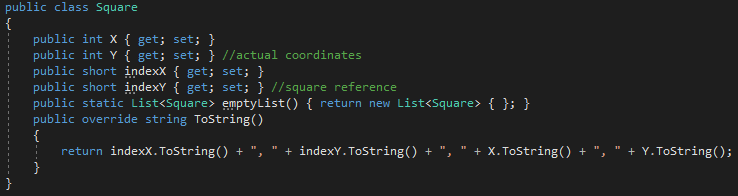 public class Square
{
    public int X { get; set; }
    public int Y { get; set; } //actual coordinates
    public short indexX { get; set; }
    public short indexY { get; set; } //square reference
    public static List<Square> emptyList() { return new List<Square> { }; }
    public override string ToString()
    {
        return indexX.ToString() + ", " + indexY.ToString() + ", " + X.ToString() + ", " + Y.ToString();
    }
}